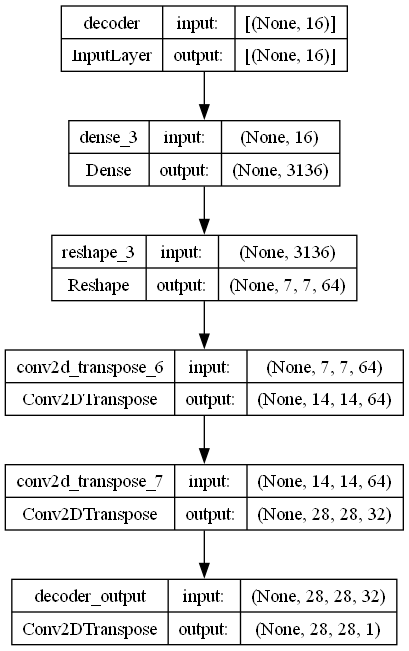 decoder input: [(None, 16)]
InputLayer output: [(None, 16)]
dense_3 input: (None, 16)
Dense output: (None, 3136)
reshape_3 input: (None, 3136)
Reshape output: (None, 7, 7, 64)
conv2d_transpose_6 input: (None, 7, 7, 64)
Conv2DTranspose output: (None, 14, 14, 64)
conv2d_transpose_7 input: (None, 14, 14, 64)
Conv2DTranspose output: (None, 28, 28, 32)
decoder_output input: (None, 28, 28, 32)
Conv2DTranspose output: (None, 28, 28, 1)